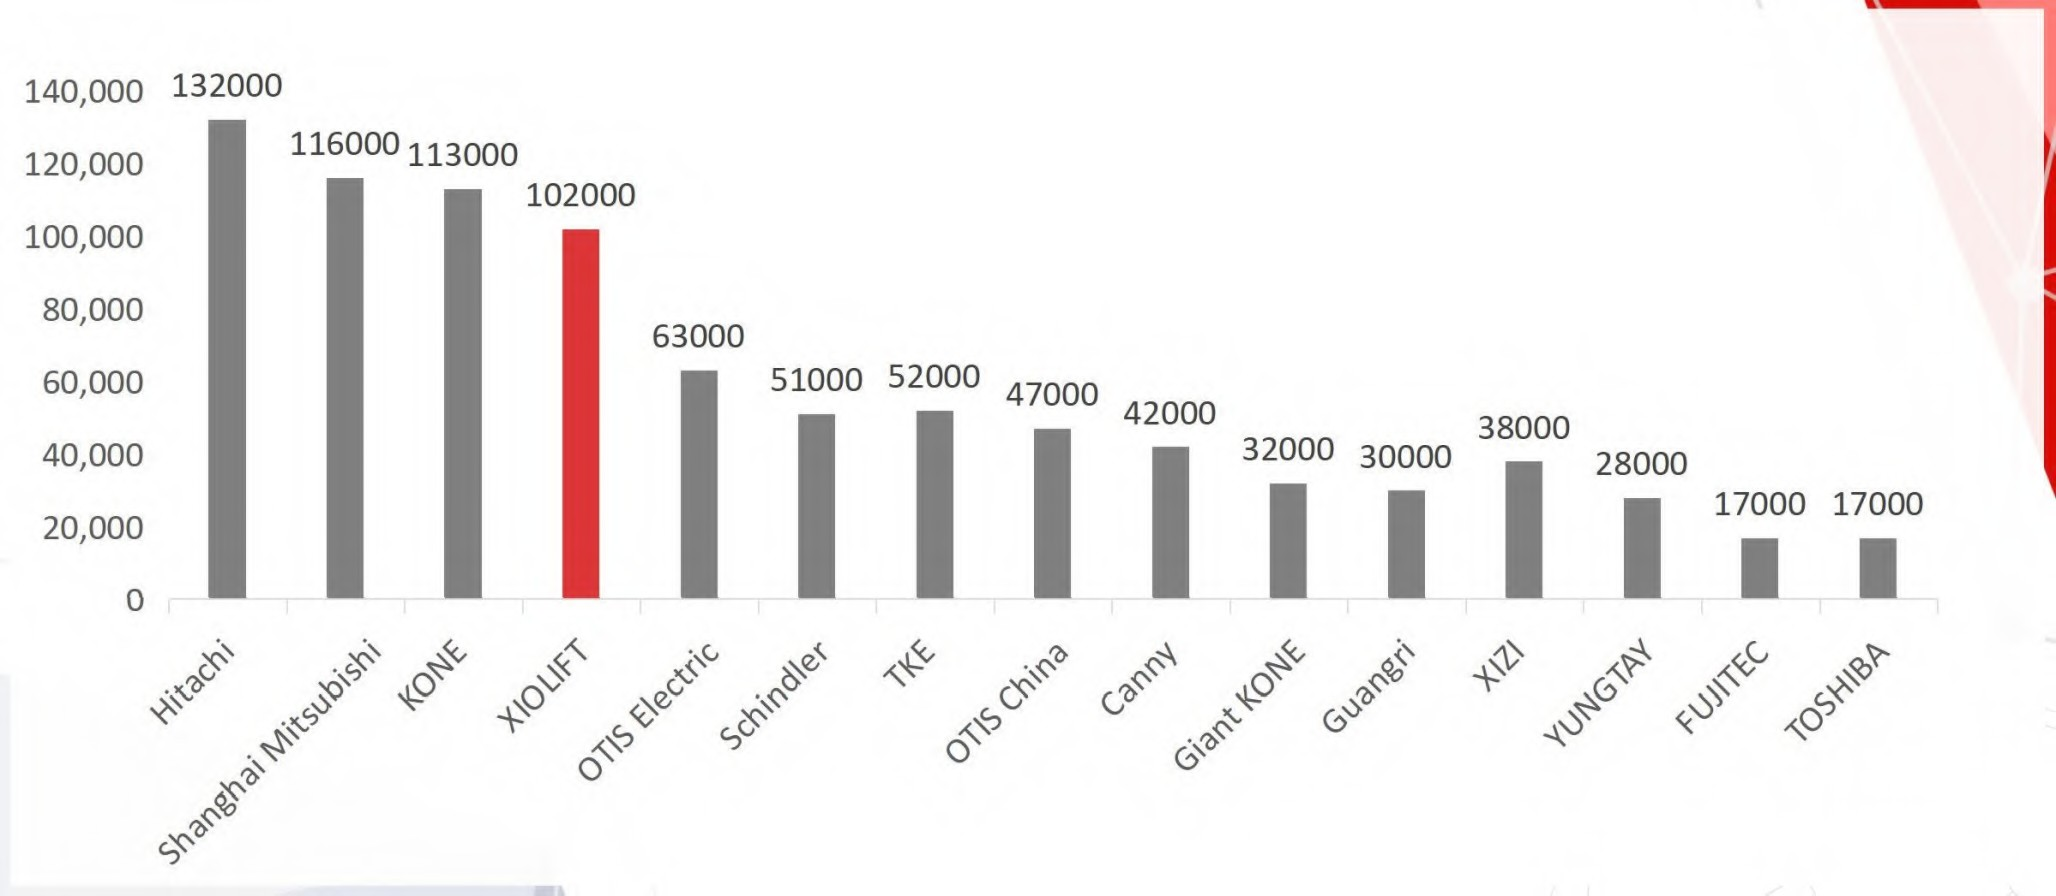 140,000
120,000
100,000
80,000
60,000
40,000
20,000
0
132000
116000
113000
102000
63000
51000
52000
47000
42000
32000
30000
38000
28000
17000
17000
Hitachi
Shanghai Mitsubishi
KONE
XIOLIFT
OTIS Electric
Schindler
TKE
OTIS China
Canny
Giant KONE
Guangri
XIZI
YUNGTAY
FUJITEC
TOSHIBA